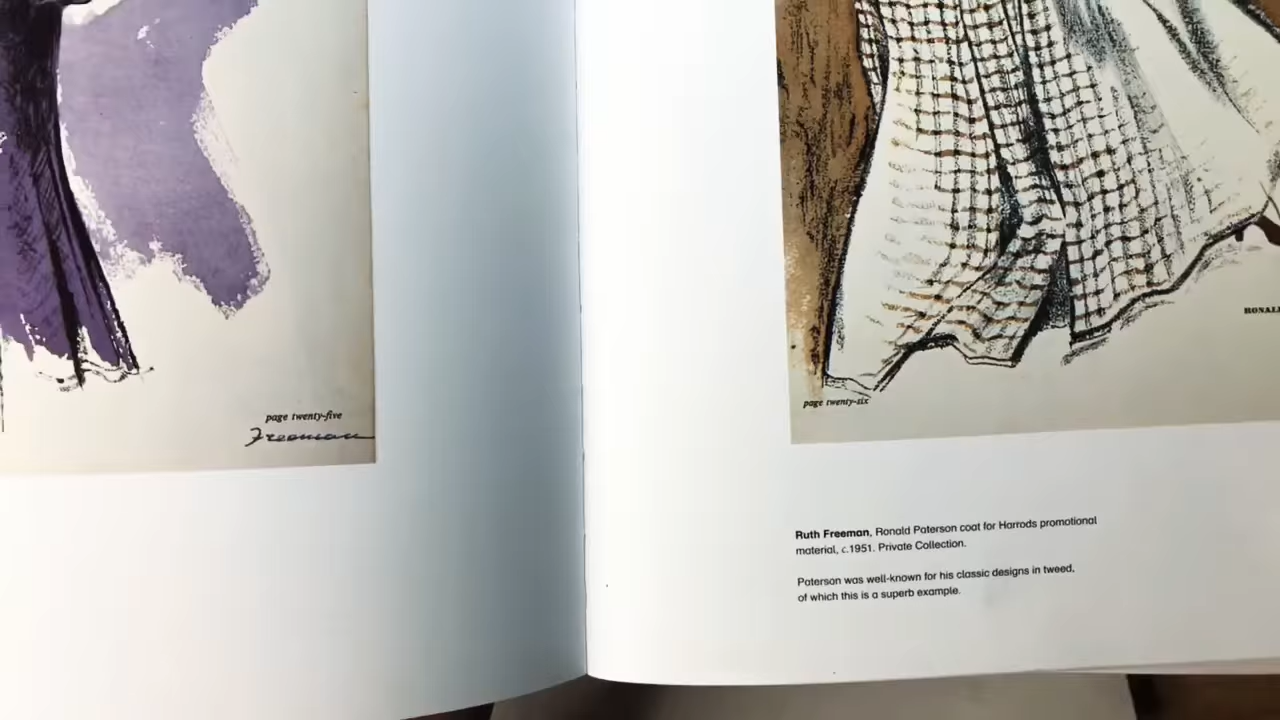 page twenty-five
Freeman
RONAL
page twenty-six
Ruth Freeman, Ronald Paterson coat for Harrods promotional
material, c.1951. Private Collection.
Paterson was well-known for his classic designs in tweed,
of which this is a superb example.